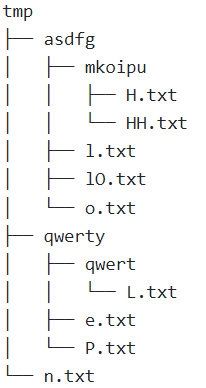 tmp
├── asdfg
│   ├── mkoipu
│   │   ├── H.txt
│   │   └── HH.txt
│   ├── l.txt
│   ├── lO.txt
│   └── o.txt
├── qwerty
│   ├── qwert
│   │   └── L.txt
│   ├── e.txt
│   └── P.txt
└── n.txt